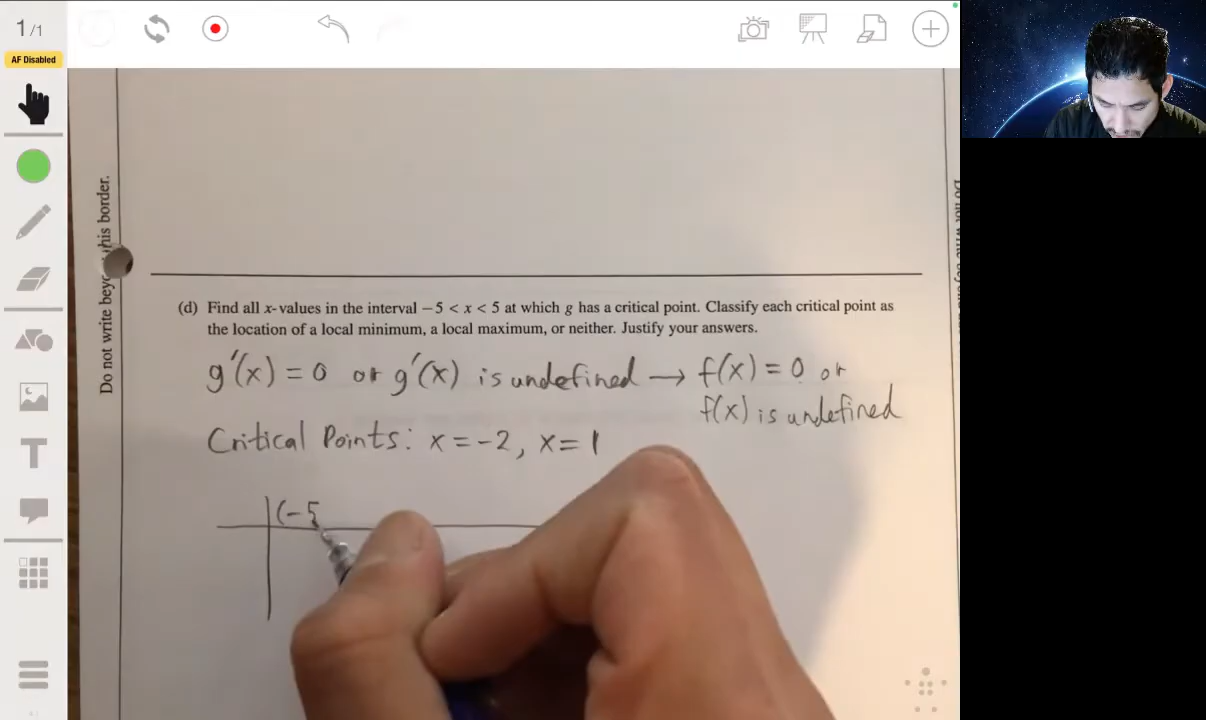 1/1
AF Disabled
Do not write beyo this border.
(d) Find all x-values in the interval −5 < x < 5 at which g has a critical point. Classify each critical point as
the location of a local minimum, a local maximum, or neither. Justify your answers.
g'(x) = 0 or g'(x) is undefined → f(x) = 0 or
f(x) is undefined
Critical Points: x = -2, x = 1
(-5
T